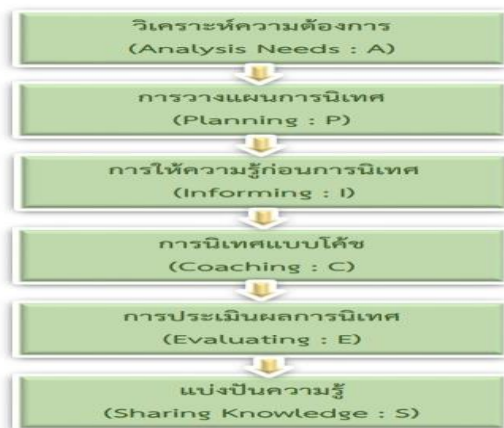 วิเคราะห์ความต้องการ
(Analysis Needs : A)
การวางแผนการนิเทศ
(Planning : P)
การให้ความรู้ก่อนการนิเทศ
(Informing : I)
การนิเทศแบบโค้ช
(Coaching : C)
การประเมินผลการนิเทศ
(Evaluating : E)
แบ่งปันความรู้
(Sharing Knowledge : S)